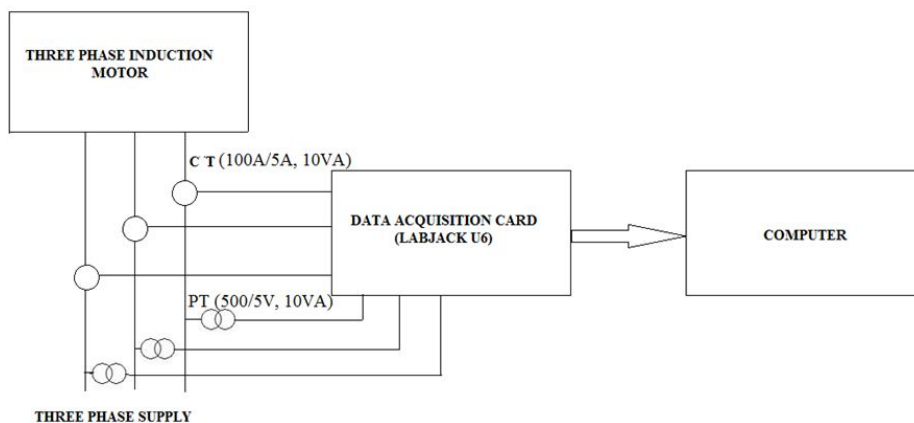 THREE PHASE INDUCTION
MOTOR
C T (100A/5A, 10VA)
DATA ACQUISITION CARD
(LABJACK U6)
COMPUTER
PT (500/5V, 10VA)
THREE PHASE SUPPLY